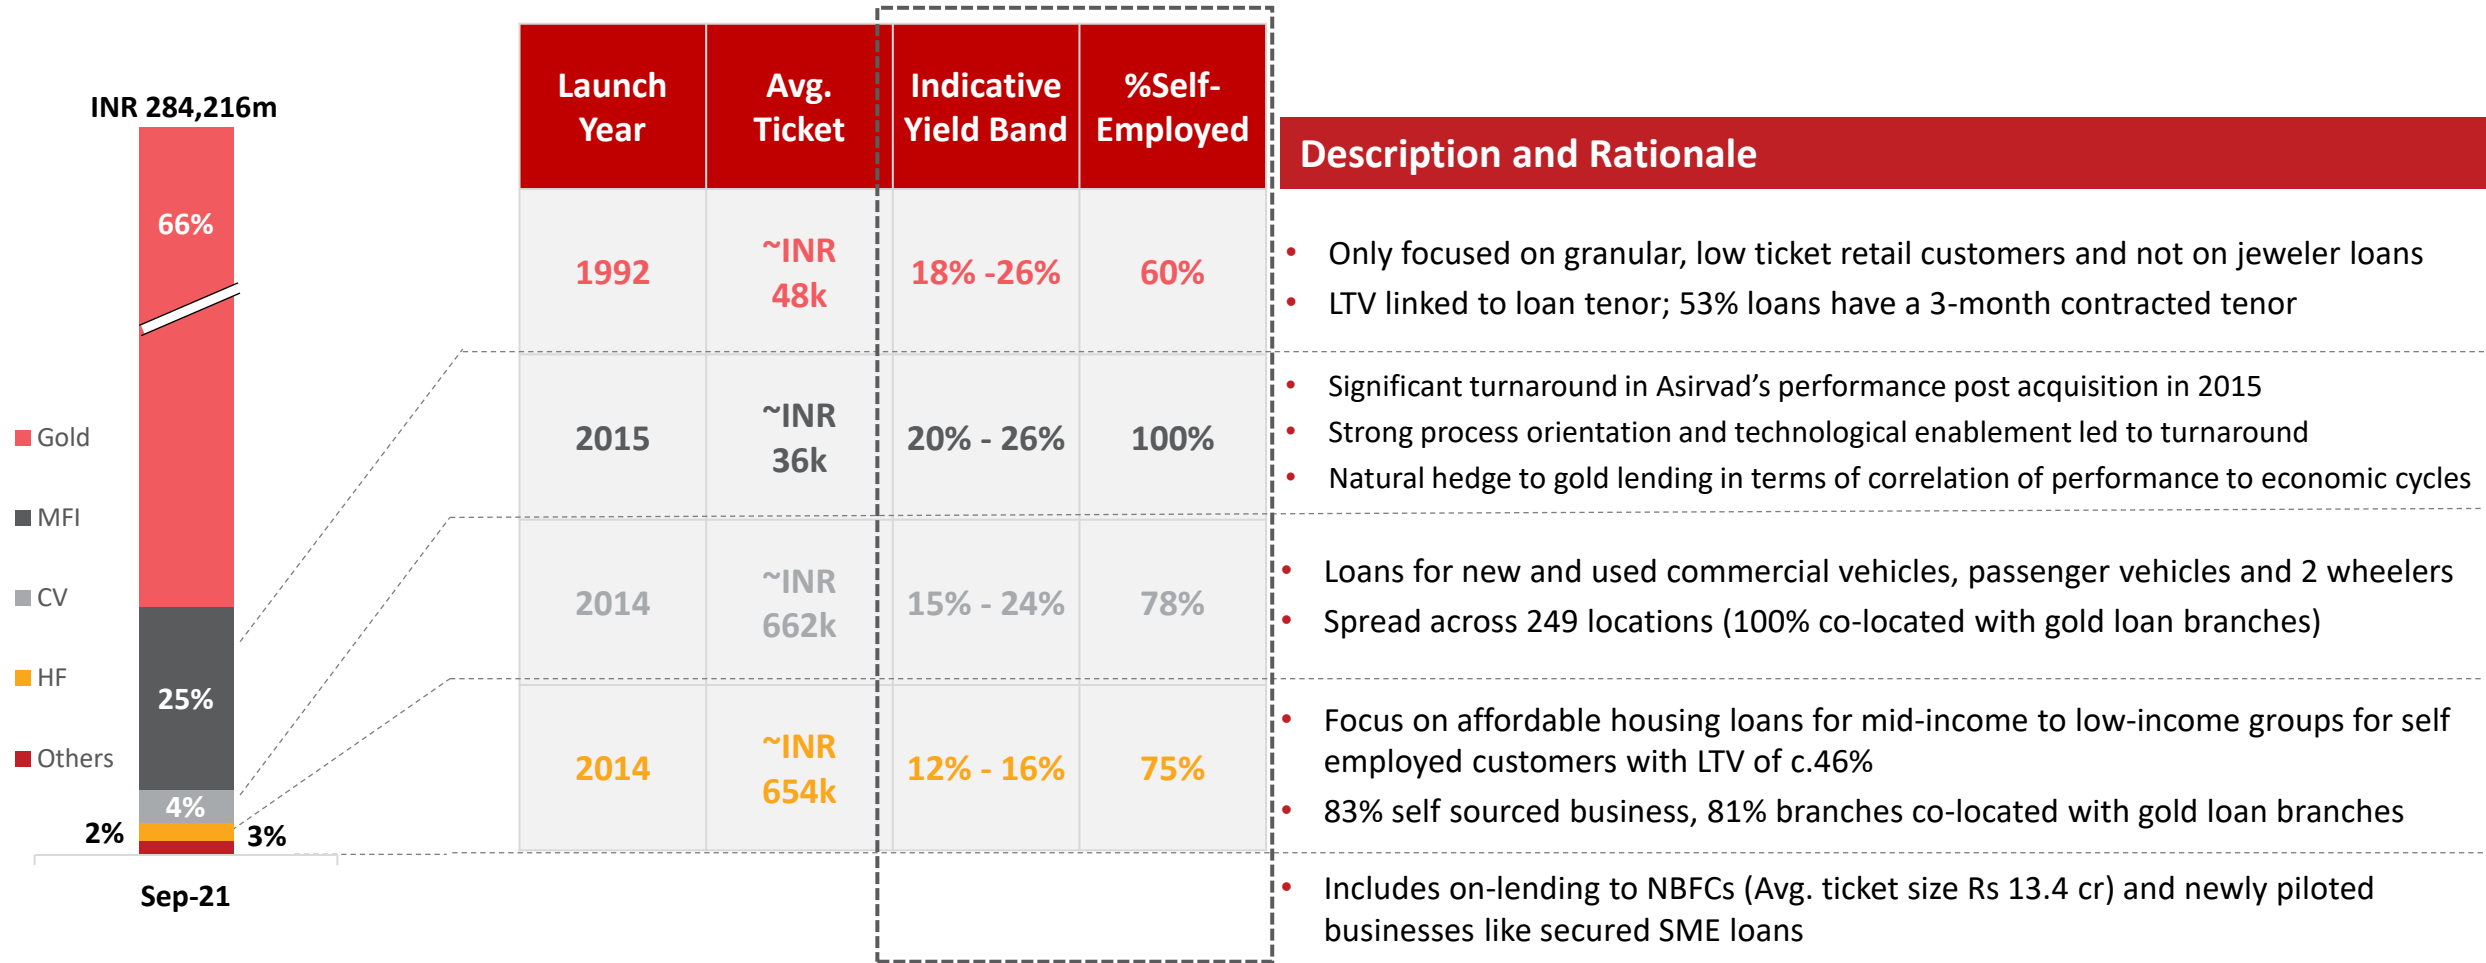 INR 284,216m
66%
25%
4%
2%
3%
Sep-21
Gold
MFI
CV
HF
Others
Launch
Year
Avg.
Ticket
Indicative
Yield Band
%Self-
Employed
1992
~INR
48k
18% -26%
60%
2015
~INR
36k
20% - 26%
100%
2014
~INR
662k
15% - 24%
78%
2014
~INR
654k
12% - 16%
75%
Description and Rationale
• Only focused on granular, low ticket retail customers and not on jeweler loans
• LTV linked to loan tenor; 53% loans have a 3-month contracted tenor
• Significant turnaround in Asirvad’s performance post acquisition in 2015
• Strong process orientation and technological enablement led to turnaround
• Natural hedge to gold lending in terms of correlation of performance to economic cycles
• Loans for new and used commercial vehicles, passenger vehicles and 2 wheelers
• Spread across 249 locations (100% co-located with gold loan branches)
• Focus on affordable housing loans for mid-income to low-income groups for self
employed customers with LTV of c.46%
• 83% self sourced business, 81% branches co-located with gold loan branches
• Includes on-lending to NBFCs (Avg. ticket size Rs 13.4 cr) and newly piloted
businesses like secured SME loans